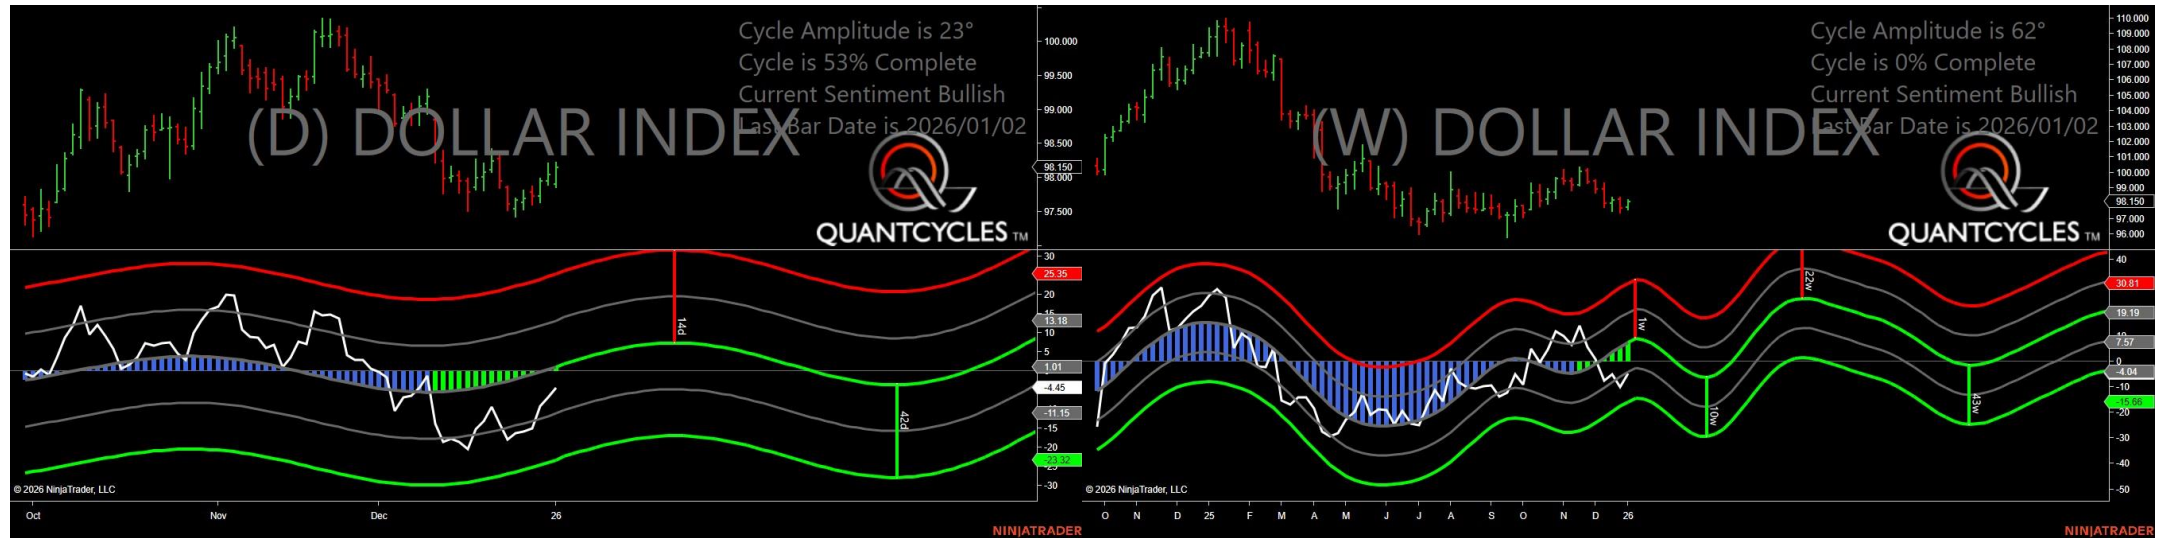 Cycle Amplitude is 23°
Cycle is 53% Complete
Current Sentiment Bullish
Last Bar Date is 2026/01/02
(D) DOLLAR INDEX
QUANTCYCLES TM
100.000
99.500
99.000
98.500
98.150
98.000
97.500
30
25.35
20
15
13.18
10
5
1.01
-4.45
-11.15
-15
-20
-23.32
-30
14d
42d
© 2026 NinjaTrader, LLC
Oct Nov Dec 26
NINJATRADER
Cycle Amplitude is 62°
Cycle is 0% Complete
Current Sentiment Bullish
Last Bar Date is 2026/01/02
(W) DOLLAR INDEX
QUANTCYCLES TM
110.000
109.000
108.000
107.000
106.000
105.000
104.000
103.000
102.000
101.000
100.000
99.000
98.150
97.000
96.000
40
30.81
19.19
7.57
0
-4.04
-10
-15.66
-20
-30
-40
-50
1w
10w
22w
43w
© 2026 NinjaTrader, LLC
O N D 25 F M A M J J A S O N D 26
NINJATRADER